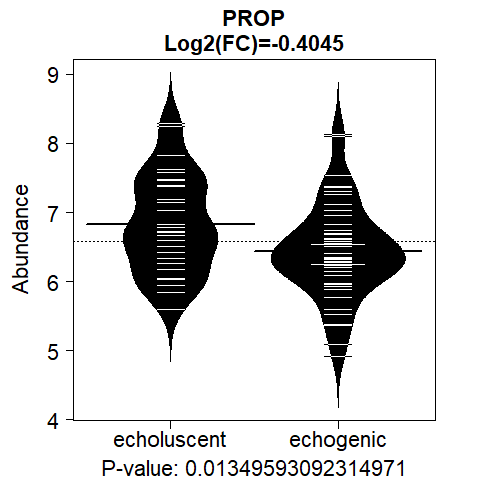 PROP
Log2(FC)=-0.4045
9
8
7
6
5
4
Abundance
echoluscent echogenic
P-value: 0.01349593092314971